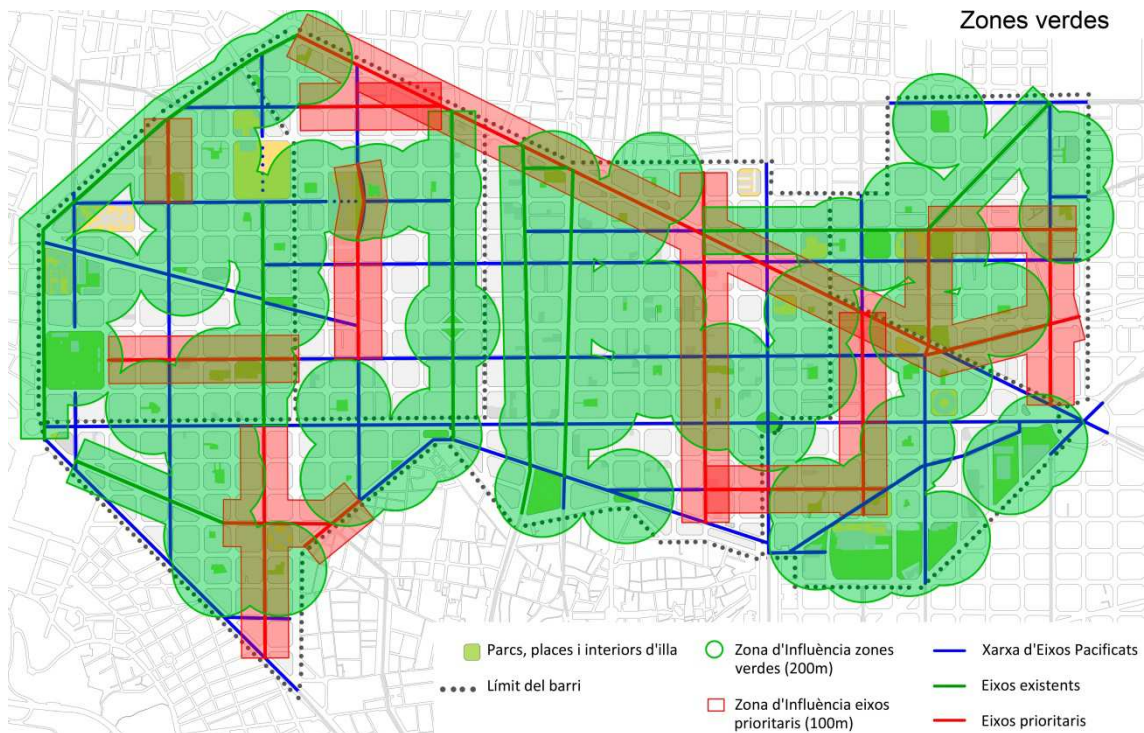 Zones verdes
Parcs, places i interiors d'illa
Límit del barri
Zona d'Influència zones
verdes (200m)
Zona d'Influència eixos
prioritaris (100m)
Xarxa d'Eixos Pacificats
Eixos existents
Eixos prioritaris